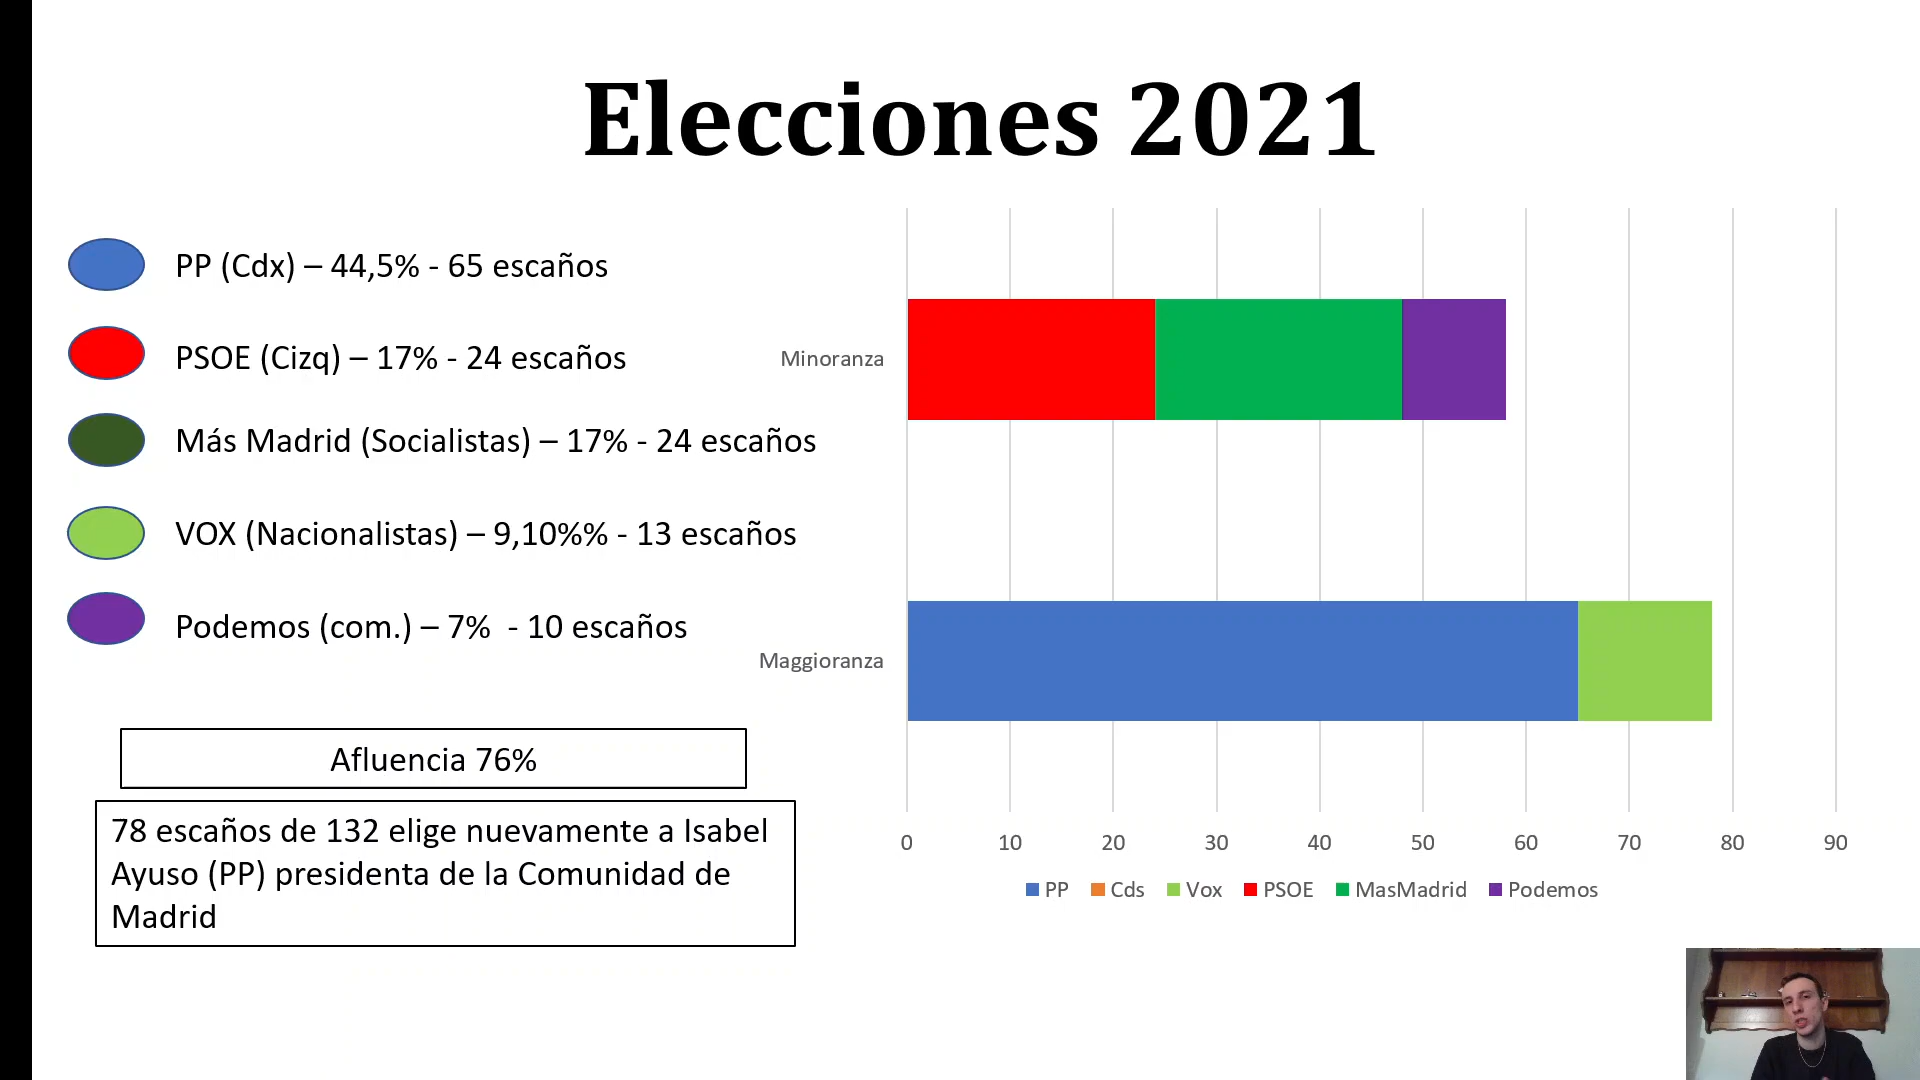 Elecciones 2021
PP (Cdx) – 44,5% - 65 escaños
PSOE (Cizq) – 17% - 24 escaños
Más Madrid (Socialistas) – 17% - 24 escaños
VOX (Nacionalistas) – 9,10%% - 13 escaños
Podemos (com.) – 7%  - 10 escaños
Afluencia 76%
78 escaños de 132 elige nuevamente a Isabel
Ayuso (PP) presidenta de la Comunidad de
Madrid
Minoranza
Maggioranza
0 10 20 30 40 50 60 70 80 90
PP Cds Vox PSOE MasMadrid Podemos